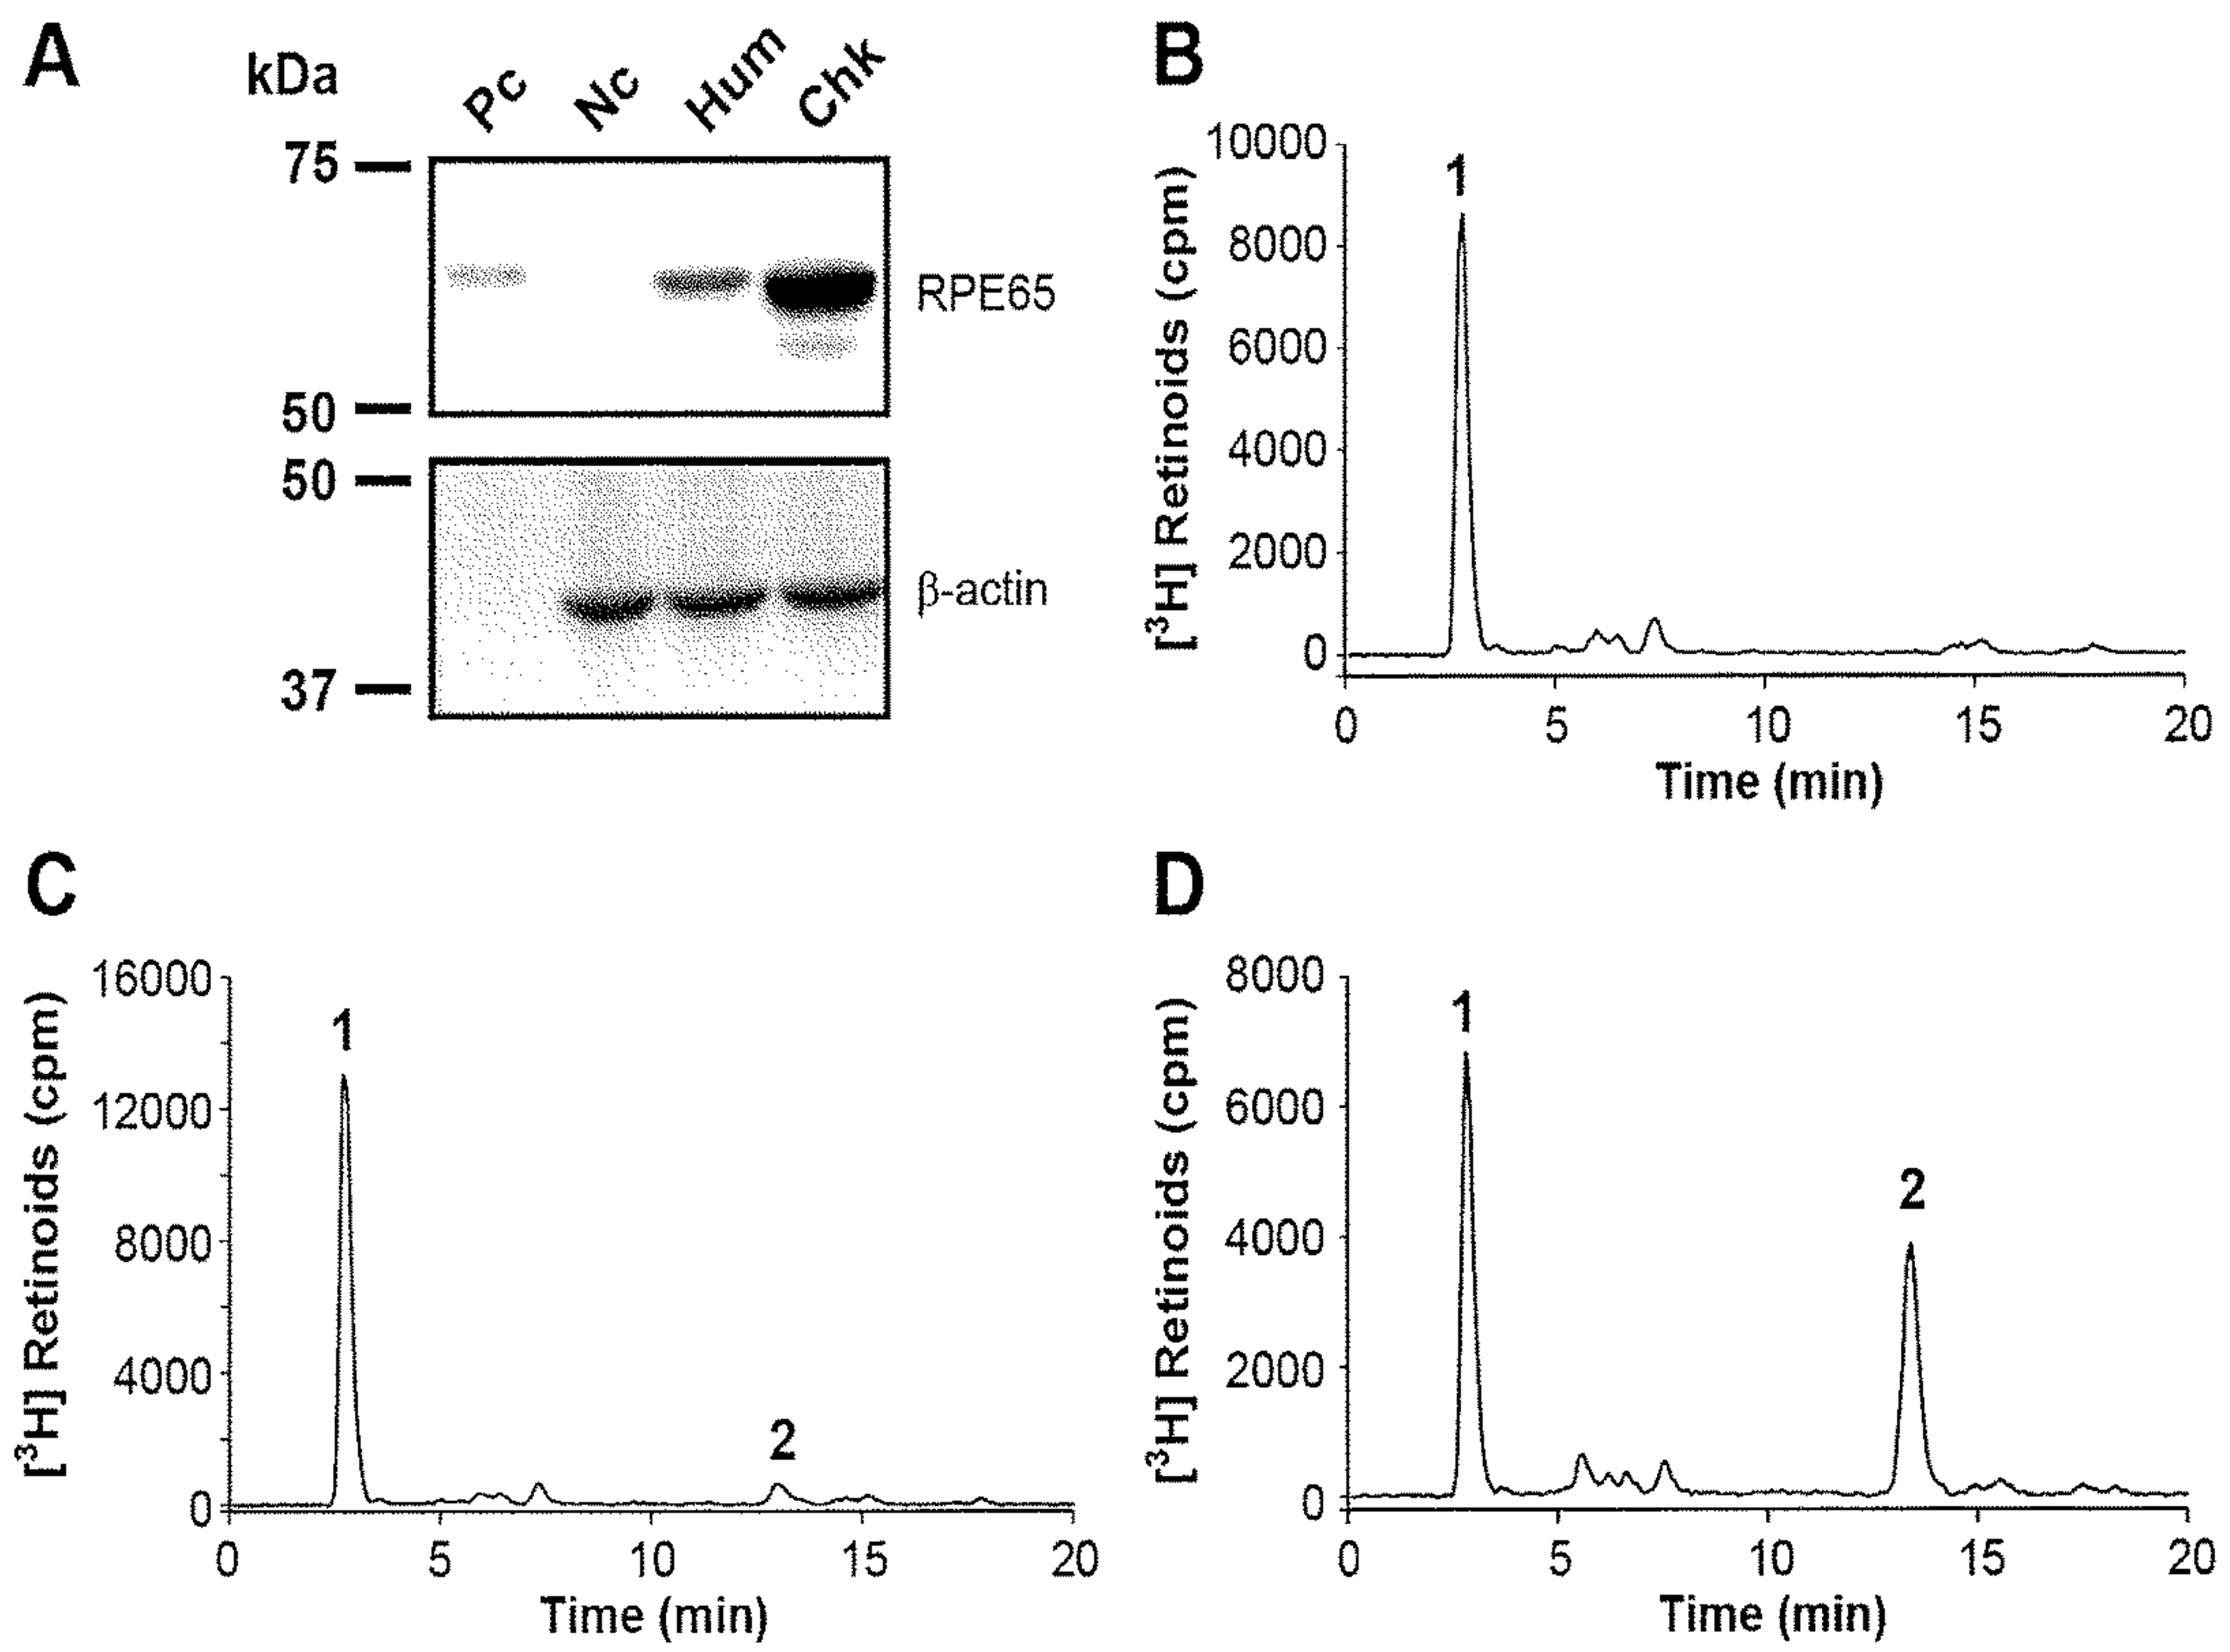 A
kDa
Pc Nc Hum Chk
75
RPE65
50
50
β-actin
37
B
[³H] Retinoids (cpm)
10000
8000
6000
4000
2000
0
1
0 5 10 15 20
Time (min)
C
[³H] Retinoids (cpm)
16000
12000
8000
4000
0
1
2
0 5 10 15 20
Time (min)
D
[³H] Retinoids (cpm)
8000
6000
4000
2000
0
1
2
0 5 10 15 20
Time (min)